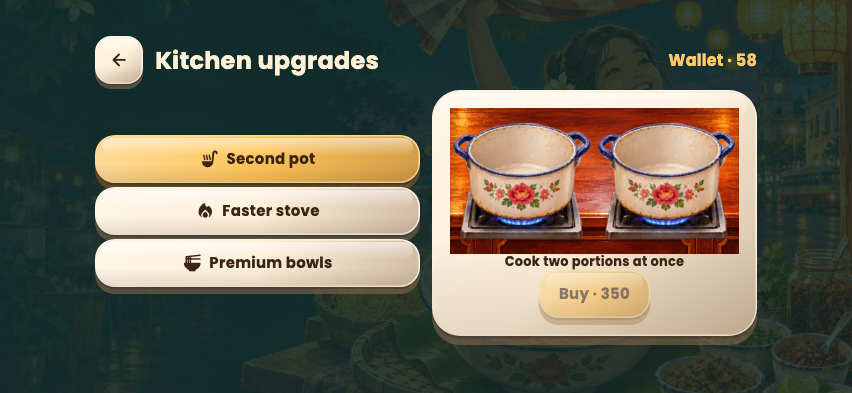 Kitchen upgrades
Wallet · 58
Second pot
Faster stove
Premium bowls
Cook two portions at once
Buy · 350